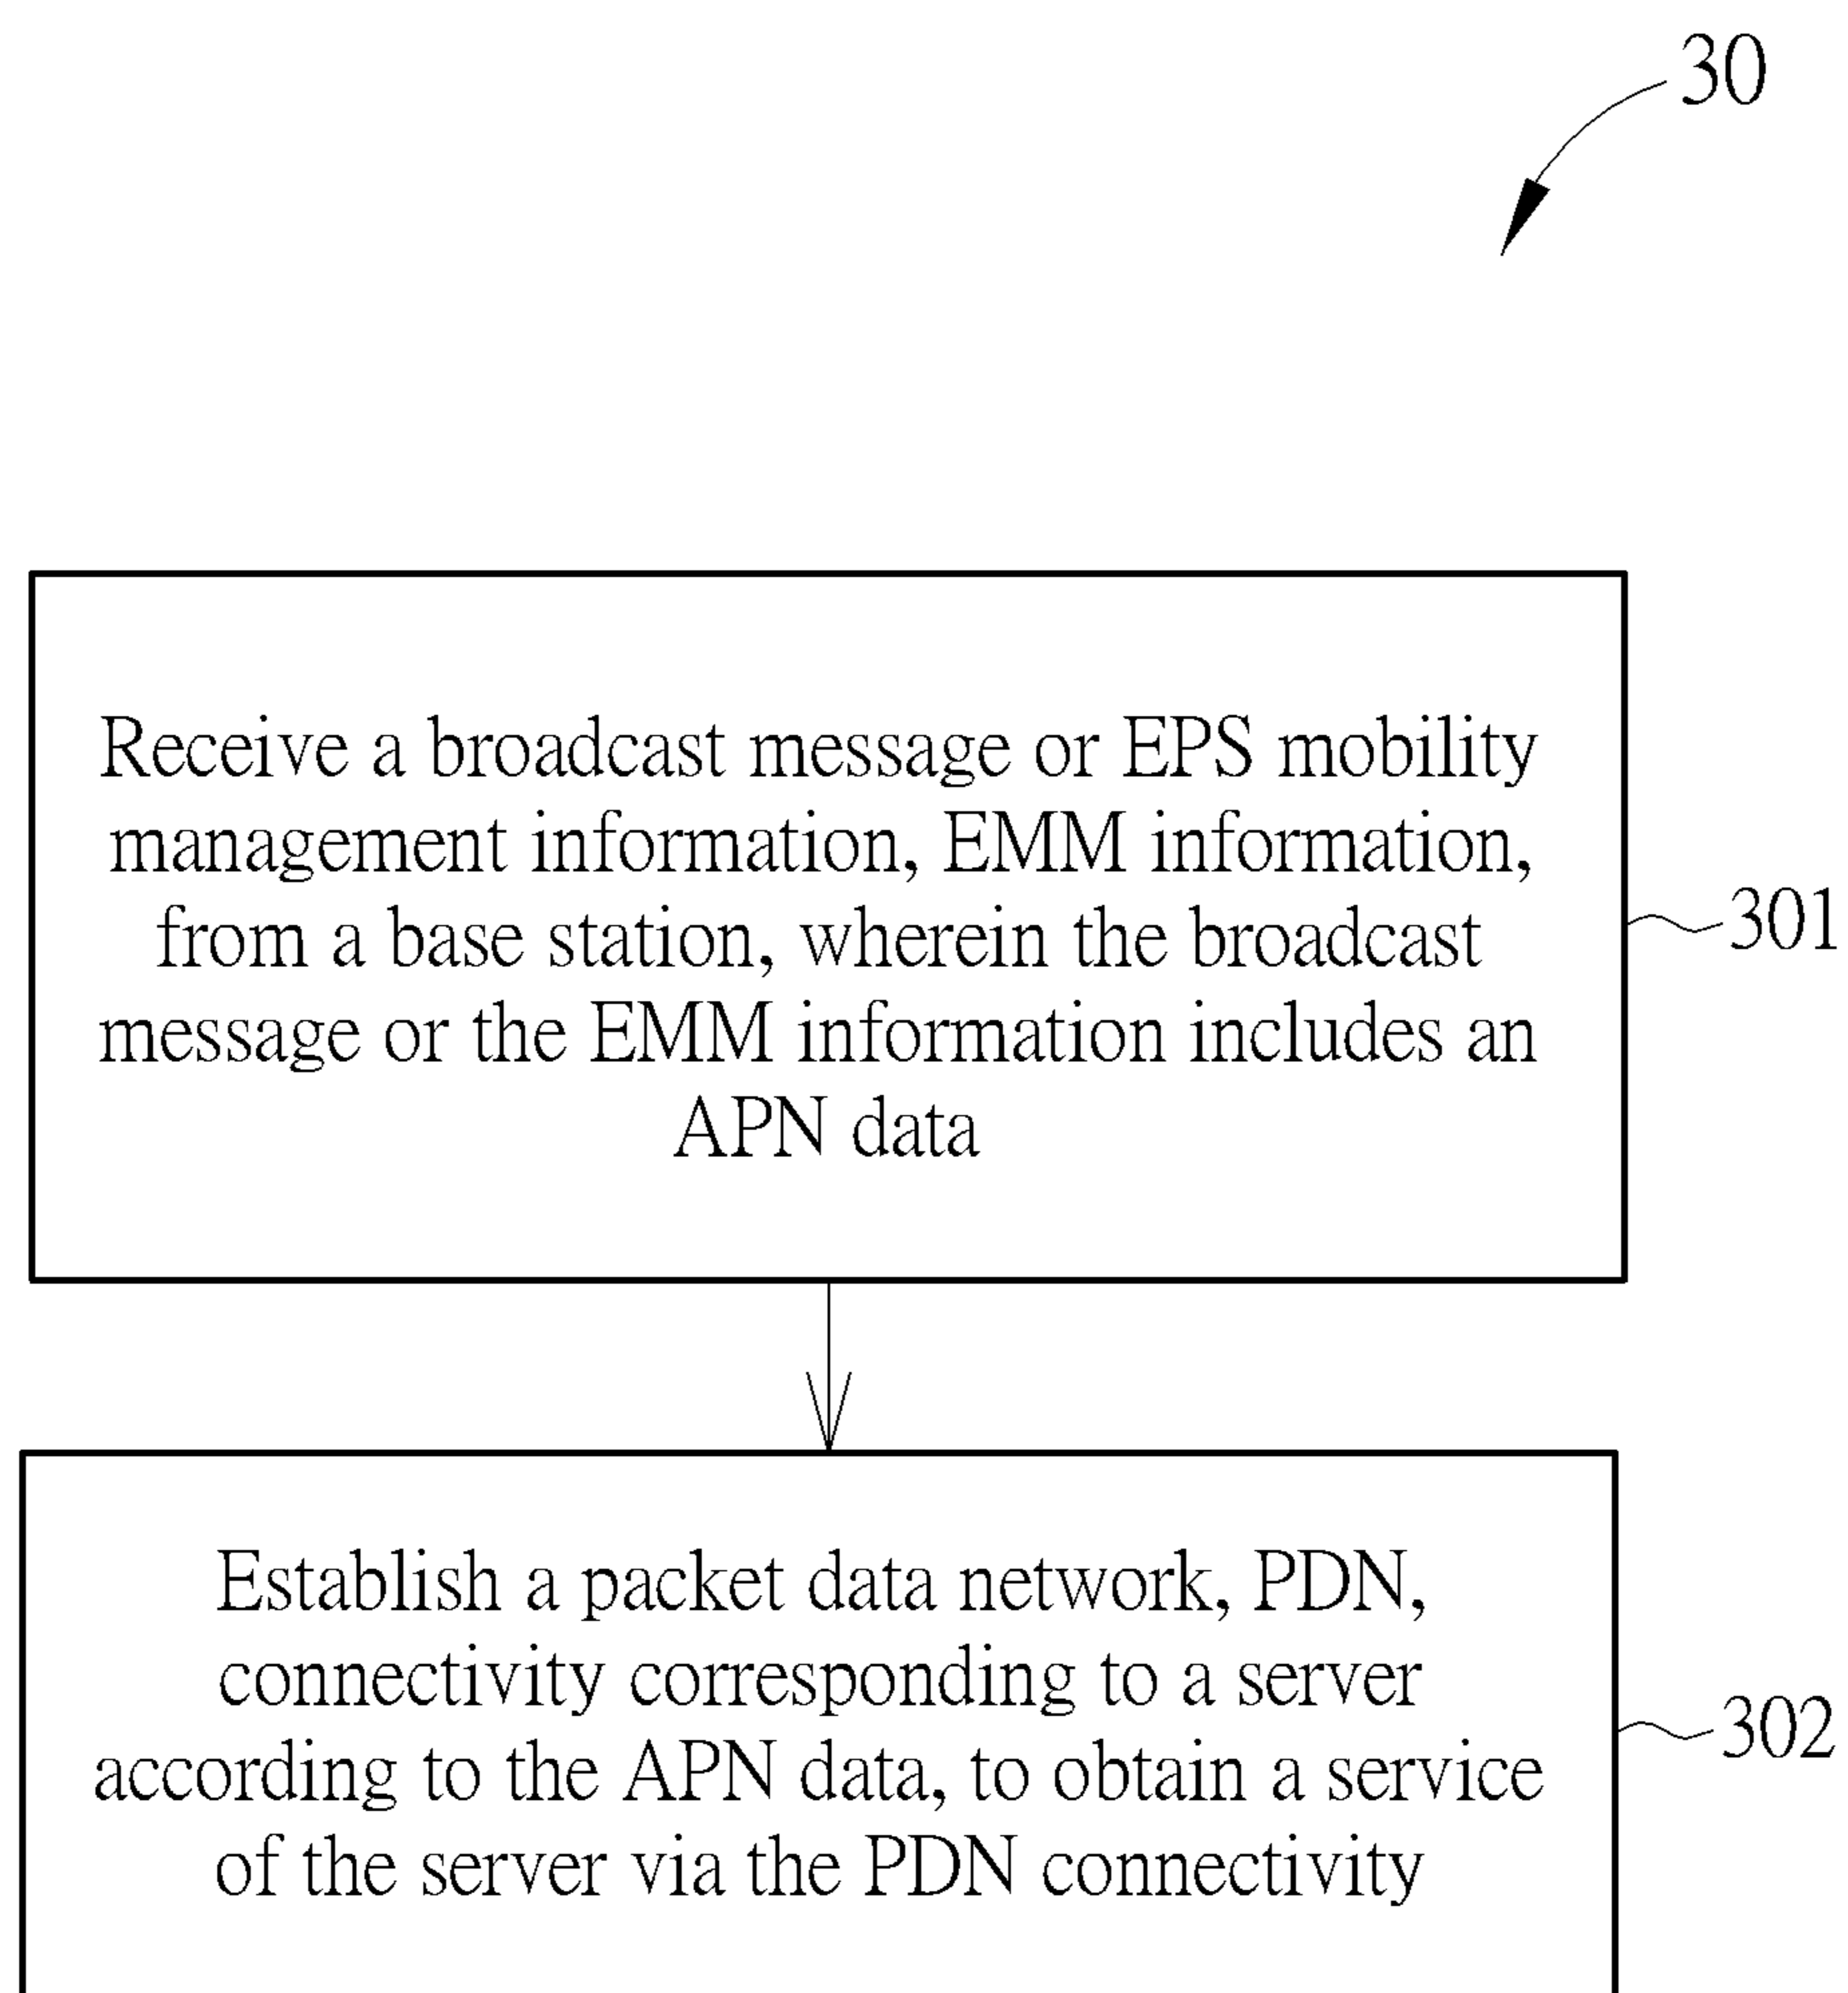 30
Receive a broadcast message or EPS mobility
management information, EMM information,
from a base station, wherein the broadcast
message or the EMM information includes an
APN data
301
Establish a packet data network, PDN,
connectivity corresponding to a server
according to the APN data, to obtain a service
of the server via the PDN connectivity
302